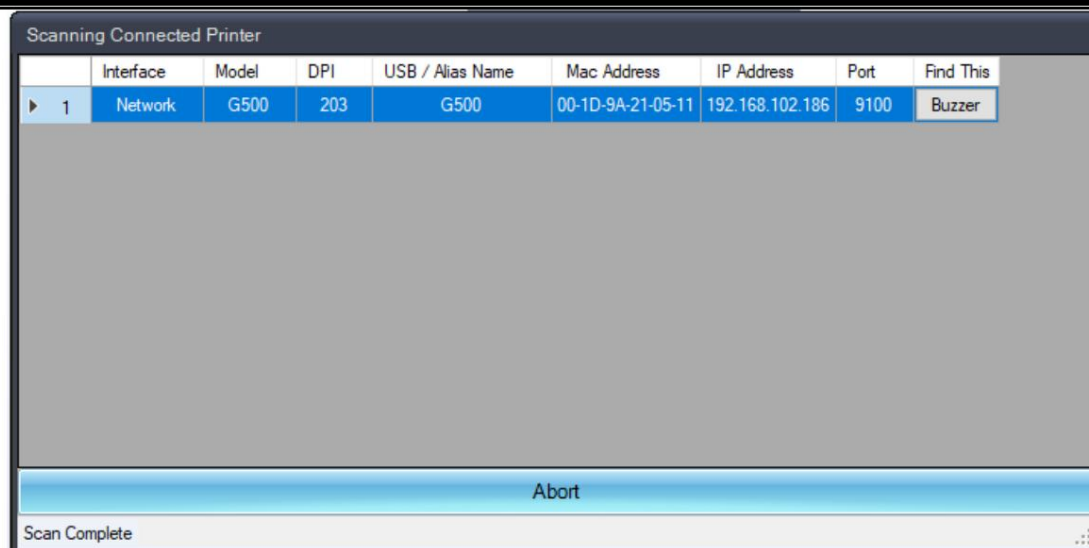 Scanning Connected Printer
Interface Model DPI USB / Alias Name Mac Address IP Address Port Find This
1 Network G500 203 G500 00-1D-9A-21-05-11 192.168.102.186 9100 Buzzer
Abort
Scan Complete